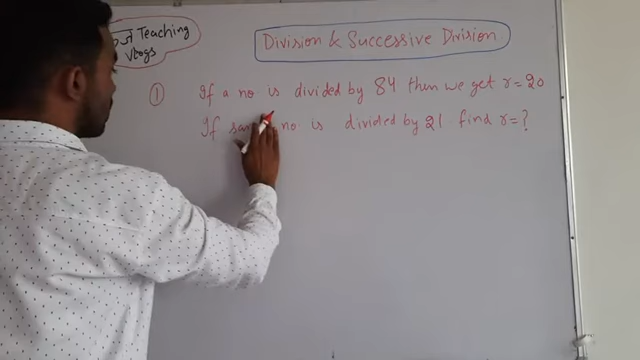 Teaching
Vlogs
Division & Successive Division
① If a no is divided by 84 then we get r=20
If no is divided by 21 find r=?